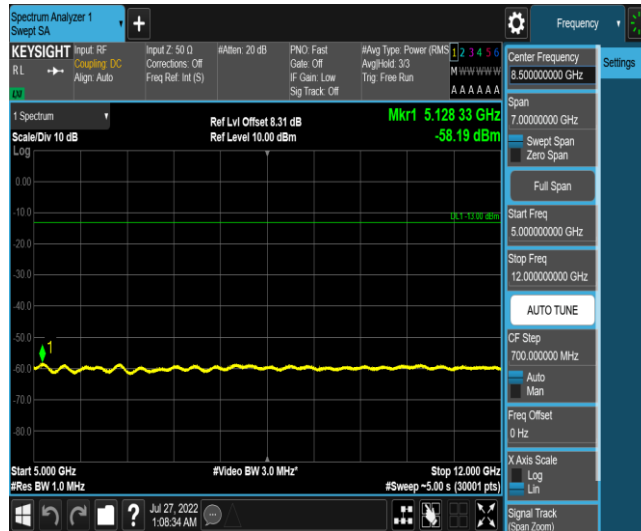 Spectrum Analyzer 1
Swept SA
+
Frequency
KEYSIGHT
RL
LXI
Input: RF
Coupling: DC
Align: Auto
Input Z: 50 Ω
Corrections: Off
Freq Ref: Int (S)
#Atten: 20 dB
PNO: Fast
Gate: Off
IF Gain: Low
Sig Track: Off
#Avg Type: Power (RMS
Avg|Hold: 3/3
Trig: Free Run
1 2 3 4 5 6
M W W W W W
A A A A A A
1 Spectrum
Scale/Div 10 dB
Log
Ref Lvl Offset 8.31 dB
Ref Level 10.00 dBm
Mkr1 5.128 33 GHz
-58.19 dBm
0.00
-10.0
DL1 -13.00 dBm
-20.0
-30.0
-40.0
-50.0
1
-60.0
-70.0
-80.0
Start 5.000 GHz
#Video BW 3.0 MHz*
Stop 12.000 GHz
#Res BW 1.0 MHz
#Sweep ~5.00 s (30001 pts)
?
Jul 27, 2022
1:08:34 AM
Center Frequency
8.50000000 GHz
Settings
Span
7.00000000 GHz
Swept Span
Zero Span
Full Span
Start Freq
5.000000000 GHz
Stop Freq
12.000000000 GHz
AUTO TUNE
CF Step
700.000000 MHz
Auto
Man
Freq Offset
0 Hz
X Axis Scale
Log
Lin
Signal Track
(Span Zoom)